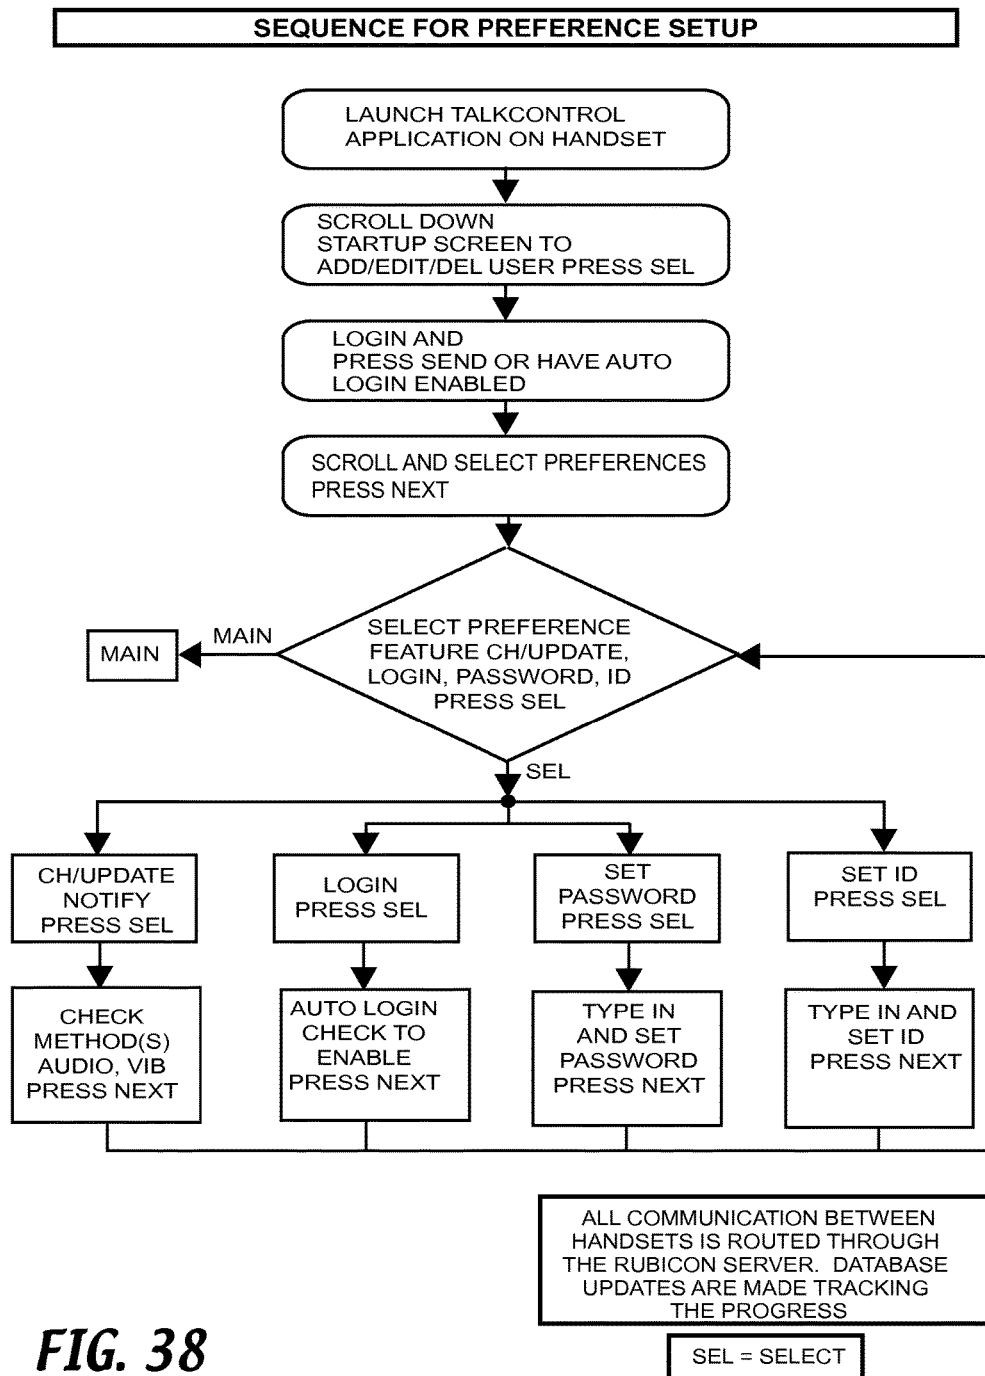 SEQUENCE FOR PREFERENCE SETUP
LAUNCH TALKCONTROL
APPLICATION ON HANDSET
SCROLL DOWN
STARTUP SCREEN TO
ADD/EDIT/DEL USER PRESS SEL
LOGIN AND
PRESS SEND OR HAVE AUTO
LOGIN ENABLED
SCROLL AND SELECT PREFERENCES
PRESS NEXT
MAIN
MAIN
SELECT PREFERENCE
FEATURE CH/UPDATE,
LOGIN, PASSWORD, ID
PRESS SEL
SEL
CH/UPDATE
NOTIFY
PRESS SEL
LOGIN
PRESS SEL
SET
PASSWORD
PRESS SEL
SET ID
PRESS SEL
CHECK
METHOD(S)
AUDIO, VIB
PRESS NEXT
AUTO LOGIN
CHECK TO
ENABLE
PRESS NEXT
TYPE IN
AND SET
PASSWORD
PRESS NEXT
TYPE IN AND
SET ID
PRESS NEXT
ALL COMMUNICATION BETWEEN
HANDSETS IS ROUTED THROUGH
THE RUBICON SERVER. DATABASE
UPDATES ARE MADE TRACKING
THE PROGRESS
FIG. 38
SEL = SELECT